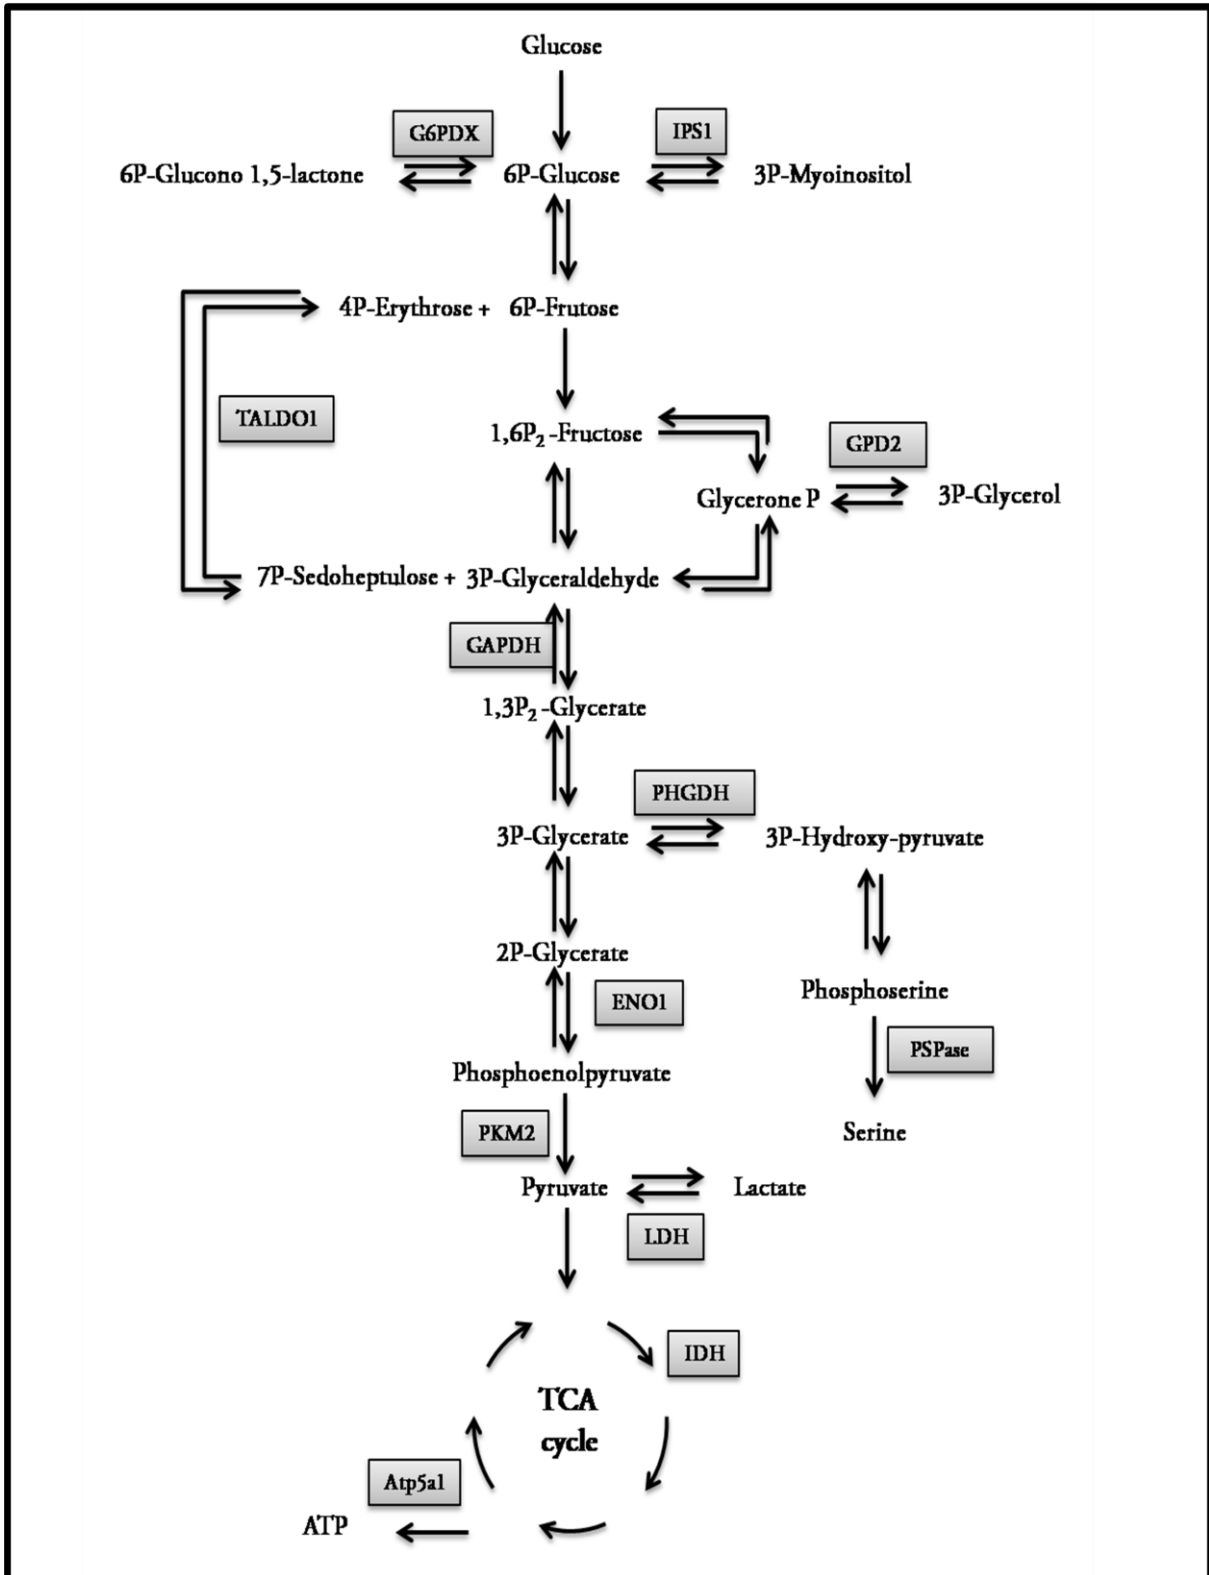 Glucose
G6PDX
IPS1
6P-Glucono 1,5-lactone
6P-Glucose
3P-Myoinositol
4P-Erythrose + 6P-Frutose
TALDO1
1,6P₂-Fructose
GPD2
Glycerone P
3P-Glycerol
7P-Sedoheptulose + 3P-Glyceraldehyde
GAPDH
1,3P₂-Glycerate
PHGDH
3P-Glycerate
3P-Hydroxy-pyruvate
2P-Glycerate
Phosphoserine
ENO1
PSPase
Phosphoenolpyruvate
PKM2
Serine
Pyruvate
Lactate
LDH
IDH
TCA
cycle
Atp5a1
ATP